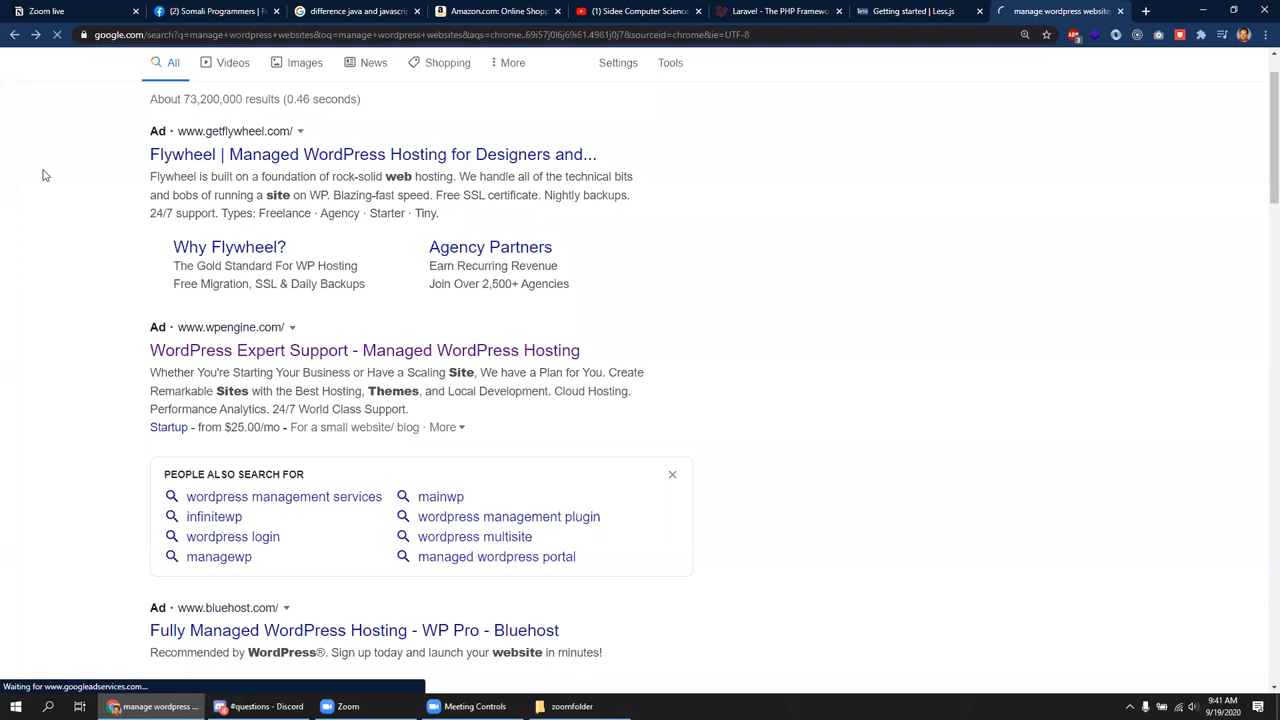 Zoom live
(3) Somali Programmers |
difference java and javascri
Amazon.com: Online Shop
(1) Sidee Computer Scienc
Laravel - The PHP Framewo
Getting started | Less.js
manage wordpress website
google.com/search?q=manage+wordpress+websites&oq=manage+wordpress+websites&aqs=chrome..69i57j0l6j69i61.4981j0j7&sourceid=chrome&ie=UTF-8
All Videos Images News Shopping More Settings Tools
About 73,200,000 results (0.46 seconds)
Ad · www.getflywheel.com/
Flywheel | Managed WordPress Hosting for Designers and...
Flywheel is built on a foundation of rock-solid web hosting. We handle all of the technical bits
and bobs of running a site on WP. Blazing-fast speed. Free SSL certificate. Nightly backups.
24/7 support. Types: Freelance · Agency · Starter · Tiny.
Why Flywheel? Agency Partners
The Gold Standard For WP Hosting Earn Recurring Revenue
Free Migration, SSL & Daily Backups Join Over 2,500+ Agencies
Ad · www.wpengine.com/
WordPress Expert Support - Managed WordPress Hosting
Whether You're Starting Your Business or Have a Scaling Site, We have a Plan for You. Create
Remarkable Sites with the Best Hosting, Themes, and Local Development. Cloud Hosting.
Performance Analytics. 24/7 World Class Support.
Startup - from $25.00/mo - For a small website/ blog · More
PEOPLE ALSO SEARCH FOR
wordpress management services mainwp
infinitewp wordpress management plugin
wordpress login wordpress multisite
managewp managed wordpress portal
Ad · www.bluehost.com/
Fully Managed WordPress Hosting - WP Pro - Bluehost
Recommended by WordPress®. Sign up today and launch your website in minutes!
Waiting for www.googleadservices.com...
manage wordpress ... #questions - Discord Zoom Meeting Controls zoomfolder
9:41 AM
9/19/2020